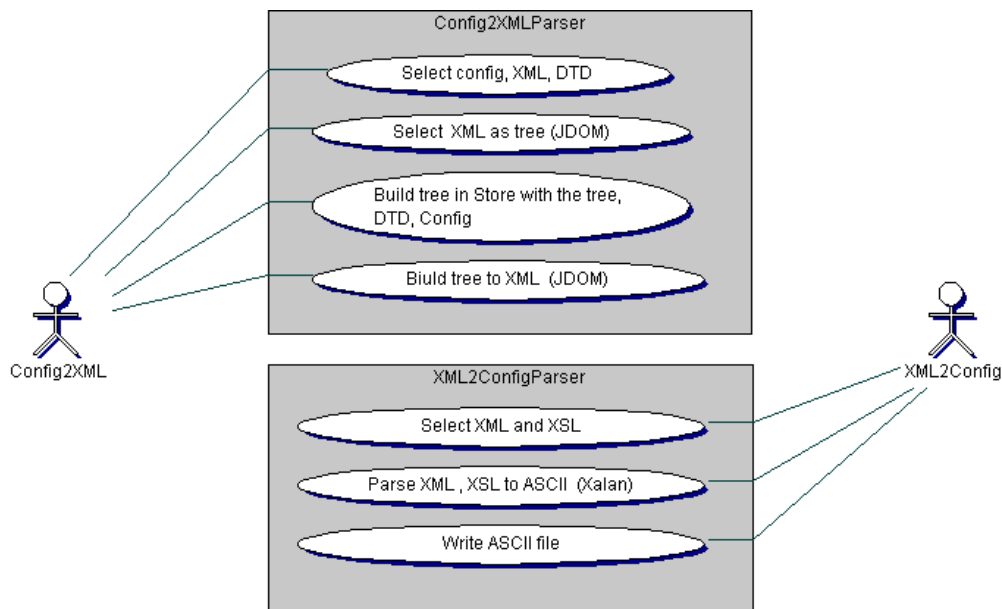 Config2XMLParser
Select config, XML, DTD
Select XML as tree (JDOM)
Build tree in Store with the tree,
DTD, Config
Biuld tree to XML (JDOM)
Config2XML
XML2Config
XML2ConfigParser
Select XML and XSL
Parse XML , XSL to ASCII (Xalan)
Write ASCII file